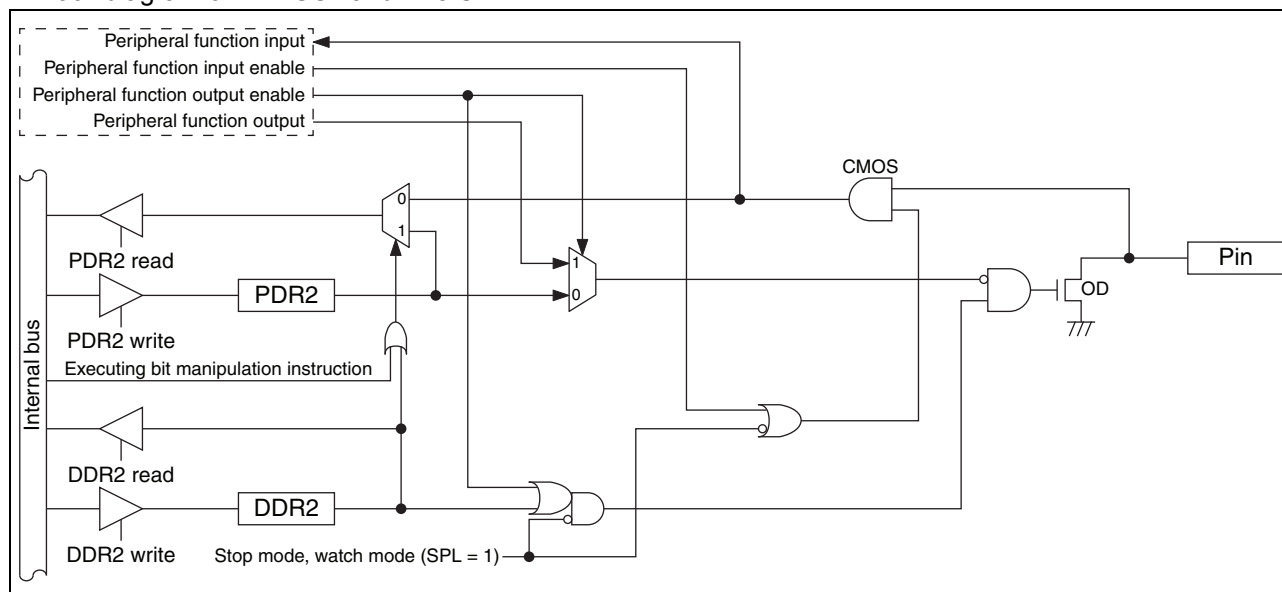 Peripheral function input
Peripheral function input enable
Peripheral function output enable
Peripheral function output
CMOS
0
1
PDR2 read
1
Pin
PDR2
0
OD
PDR2 write
Executing bit manipulation instruction
Internal bus
DDR2 read
DDR2
DDR2 write
Stop mode, watch mode (SPL = 1)